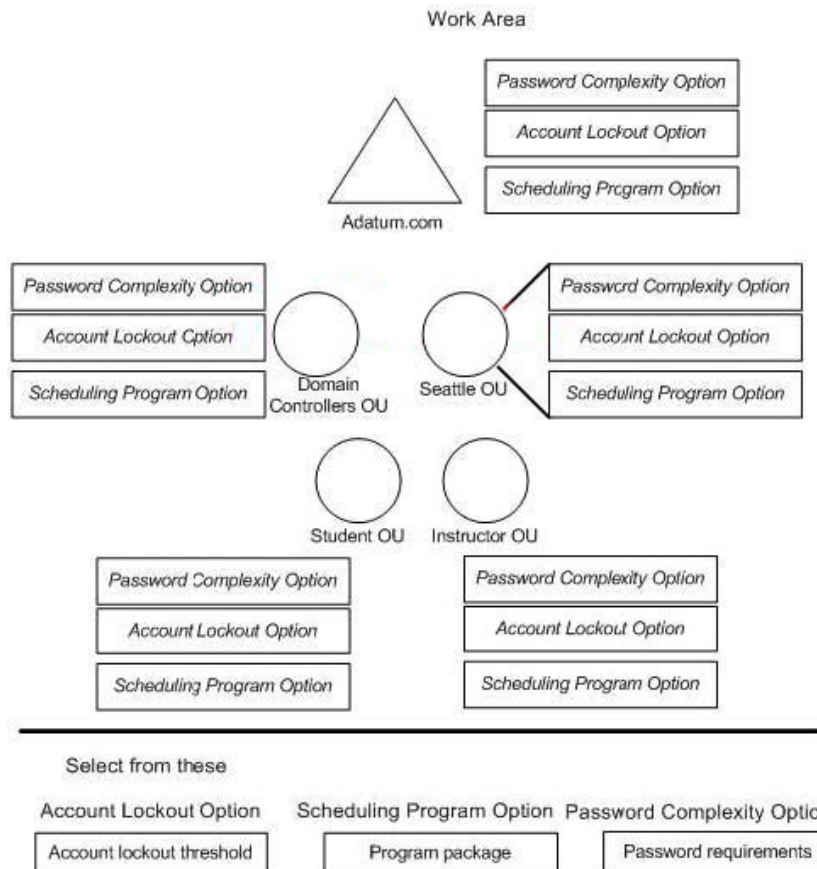 Work Area
Password Complexity Option
Account Lockout Option
Scheduling Program Option
Adatum.com
Password Complexity Option
Account Lockout Option
Scheduling Program Option
Domain
Controllers OU
Seattle OU
Password Complexity Option
Account Lockout Option
Scheduling Program Option
Student OU
Instructor OU
Password Complexity Option
Account Lockout Option
Scheduling Program Option
Password Complexity Option
Account Lockout Option
Scheduling Program Option
Select from these
Account Lockout Option
Scheduling Program Option
Password Complexity Optio
Account lockout threshold
Program package
Password requirements